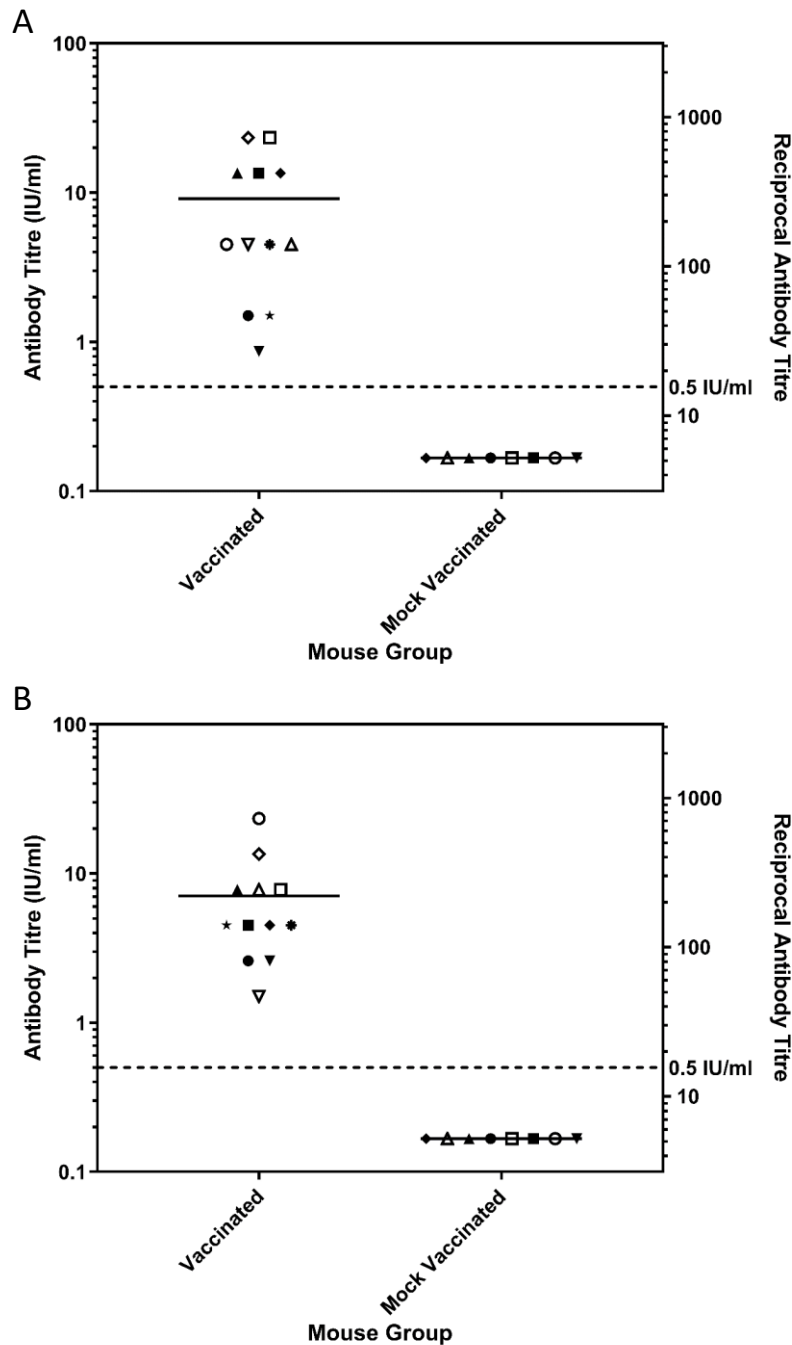 A
100
10
1
0.1
Antibody Titre (IU/ml)
1000
100
10
0.5 IU/ml
Reciprocal Antibody Titre
Vaccinated
Mock Vaccinated
Mouse Group
B
100
10
1
0.1
Antibody Titre (IU/ml)
1000
100
10
0.5 IU/ml
Reciprocal Antibody Titre
Vaccinated
Mock Vaccinated
Mouse Group